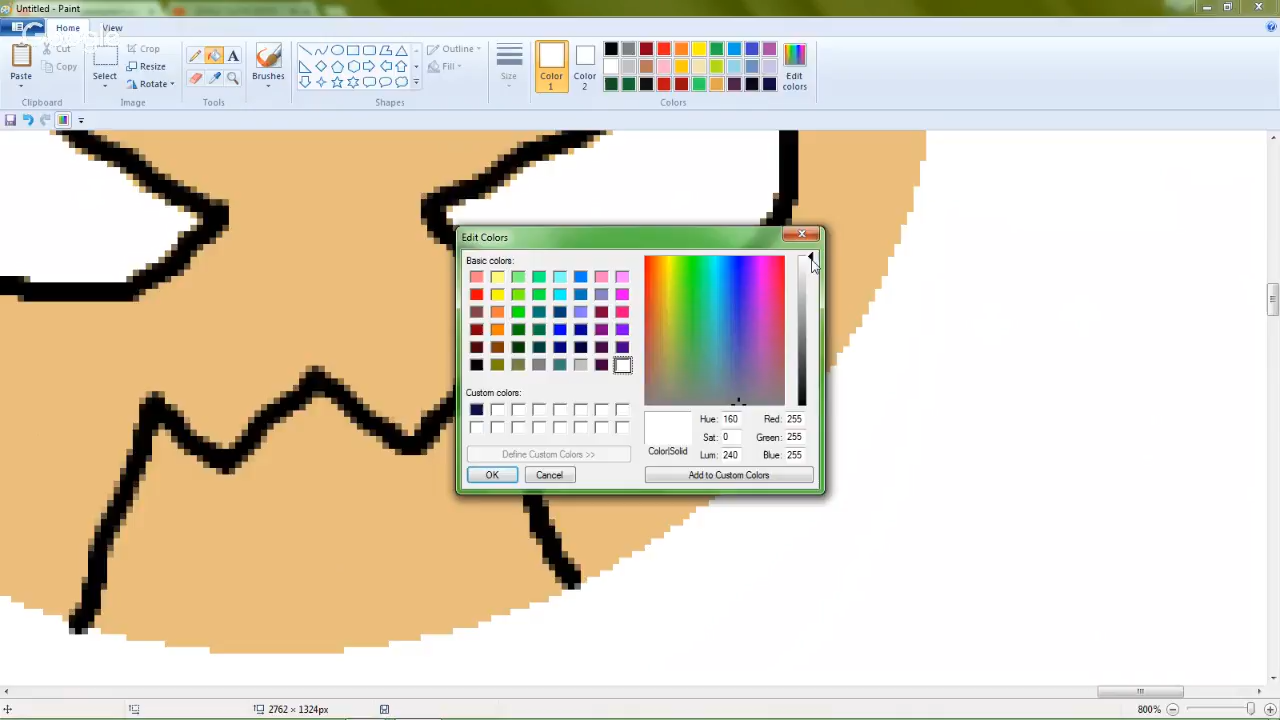 Untitled - Paint
Home
View
Paste
Cut
Copy
Clipboard
Select
Crop
Resize
Rotate
Image
Tools
Brushes
Outline
Fill
Shapes
Size
Color 1
Color 2
Edit colors
Colors
Edit Colors
Basic colors:
Custom colors:
Define Custom Colors >>
OK
Cancel
Color|Solid
Hue: 160
Sat: 0
Lum: 240
Red: 255
Green: 255
Blue: 255
Add to Custom Colors
2762 × 1324px
800%